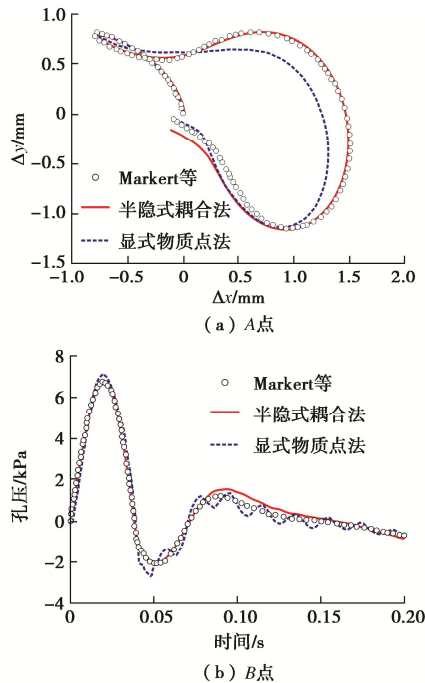 1.0
0.5
0
-0.5
-1.0
-1.5
Δy/mm
Markert等
半隐式耦合法
显式物质点法
-1.0 -0.5 0 0.5 1.0 1.5 2.0
Δx/mm
(a) A点
8
6
4
2
0
-2
-4
孔压/kPa
Markert等
半隐式耦合法
显式物质点法
0 0.05 0.10 0.15 0.20
时间/s
(b) B点